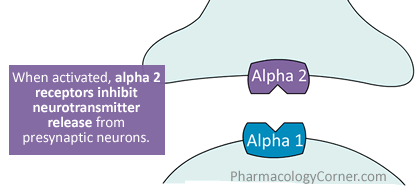 When activated, alpha 2
receptors inhibit
neurotransmitter
release from
presynaptic neurons.
Alpha 2
Alpha 1
PharmacologyCorner.com